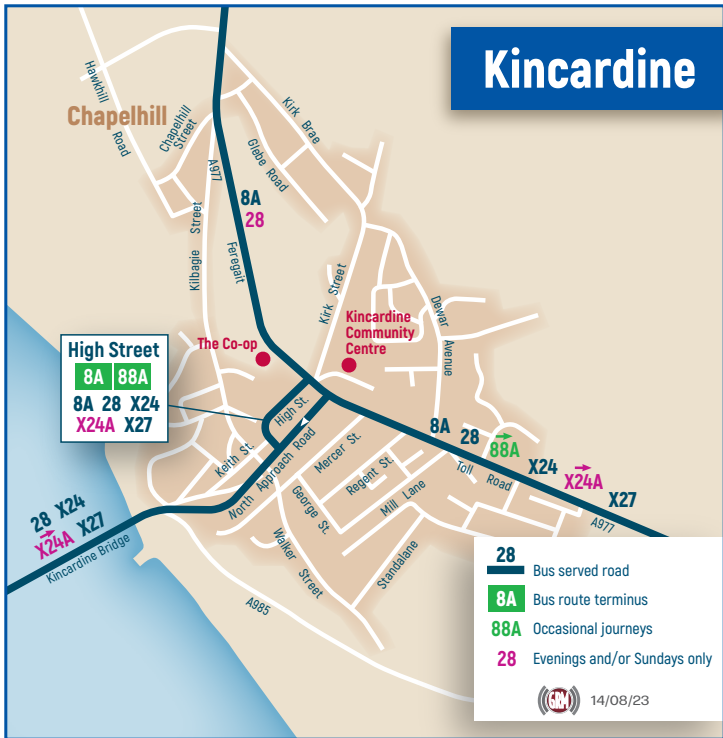 Kincardine
Hawkhill
Road
Chapelhill
Chapelhill
Street
Kirk Brae
Glebe Road
A977
8A
28
Kilbagie Street
Feregait
Kirk Street
Dewar Avenue
Kincardine
Community
Centre
The Co-op
High Street
8A 88A
8A 28 X24
X24A X27
High St.
Keith St.
North Approach Road
Mercer St.
Regent St.
George St.
Mill Lane
Walker Street
Standalane
8A 28 88A X24 X24A X27
Toll Road
A977
28 X24
X24A X27
Kincardine Bridge
A985
28
Bus served road
8A Bus route terminus
88A Occasional journeys
28 Evenings and/or Sundays only
GRM 14/08/23